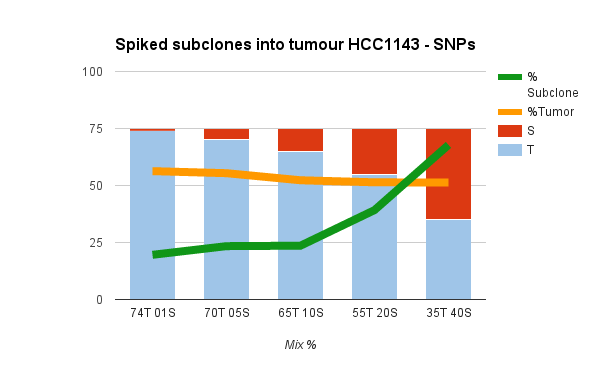 Spiked subclones into tumour HCC1143 - SNPs
100
75
50
25
0
74T 01S 70T 05S 65T 10S 55T 20S 35T 40S
Mix %
%
Subclone
%Tumor
S
T